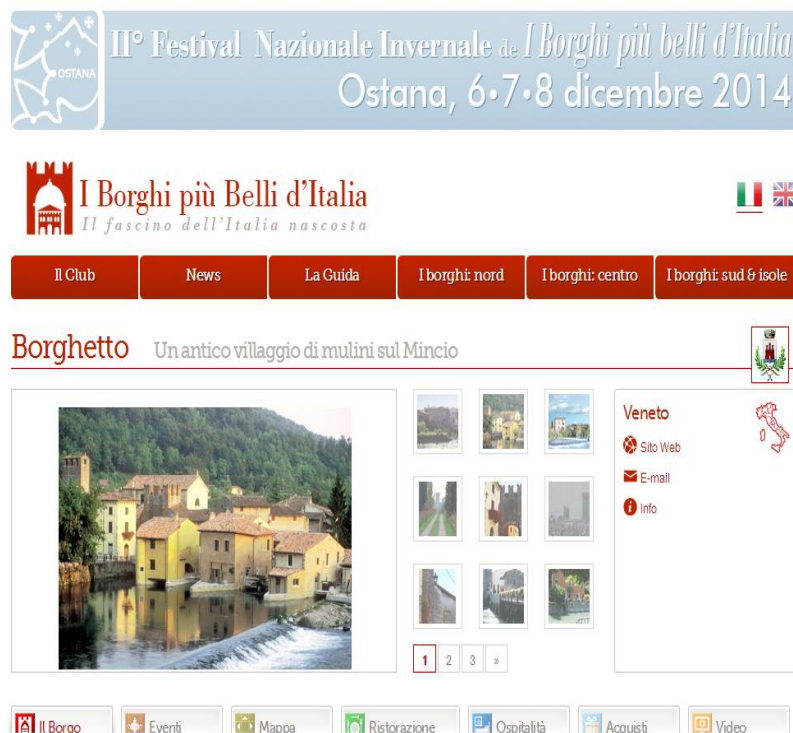 OSTANA
II° Festival Nazionale Invernale de I Borghi più belli d'Italia
Ostana, 6•7•8 dicembre 2014
I Borghi più Belli d'Italia
Il fascino dell'Italia nascosta
Il Club
News
La Guida
I borghi: nord
I borghi: centro
I borghi: sud & isole
Borghetto
Un antico villaggio di mulini sul Mincio
Veneto
Sito Web
E-mail
Info
1 2 3 »
Il Borgo
Eventi
Mappa
Ristorazione
Ospitalità
Acquisti
Video